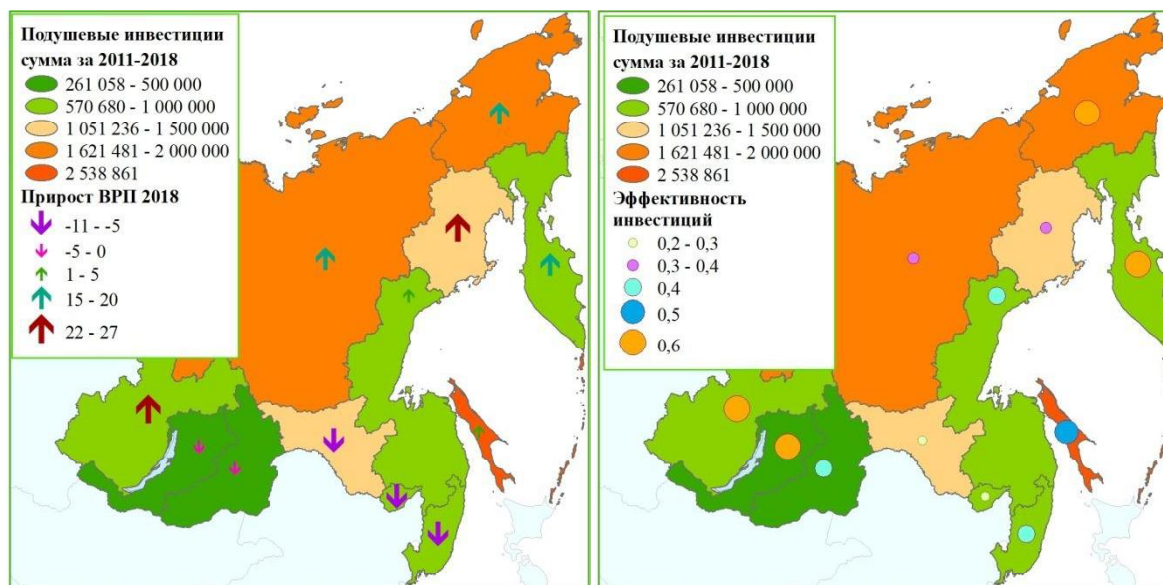 Подушевые инвестиции
сумма за 2011-2018
261 058 - 500 000
570 680 - 1 000 000
1 051 236 - 1 500 000
1 621 481 - 2 000 000
2 538 861
Прирост ВРП 2018
-11 - -5
-5 - 0
1 - 5
15 - 20
22 - 27
Подушевые инвестиции
сумма за 2011-2018
261 058 - 500 000
570 680 - 1 000 000
1 051 236 - 1 500 000
1 621 481 - 2 000 000
2 538 861
Эффективность
инвестиций
0,2 - 0,3
0,3 - 0,4
0,4
0,5
0,6